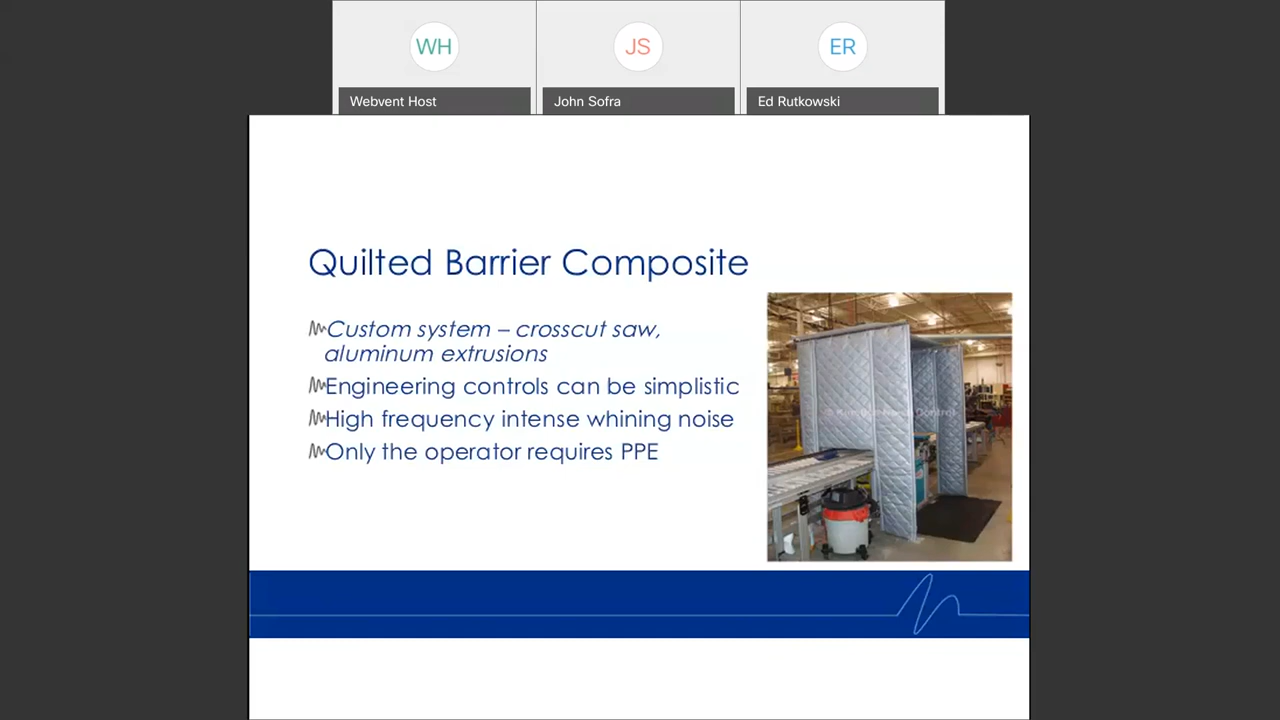 WH
JS
ER
Webvent Host
John Sofra
Ed Rutkowski
Quilted Barrier Composite
Custom system – crosscut saw,
aluminum extrusions
Engineering controls can be simplistic
High frequency intense whining noise
Only the operator requires PPE